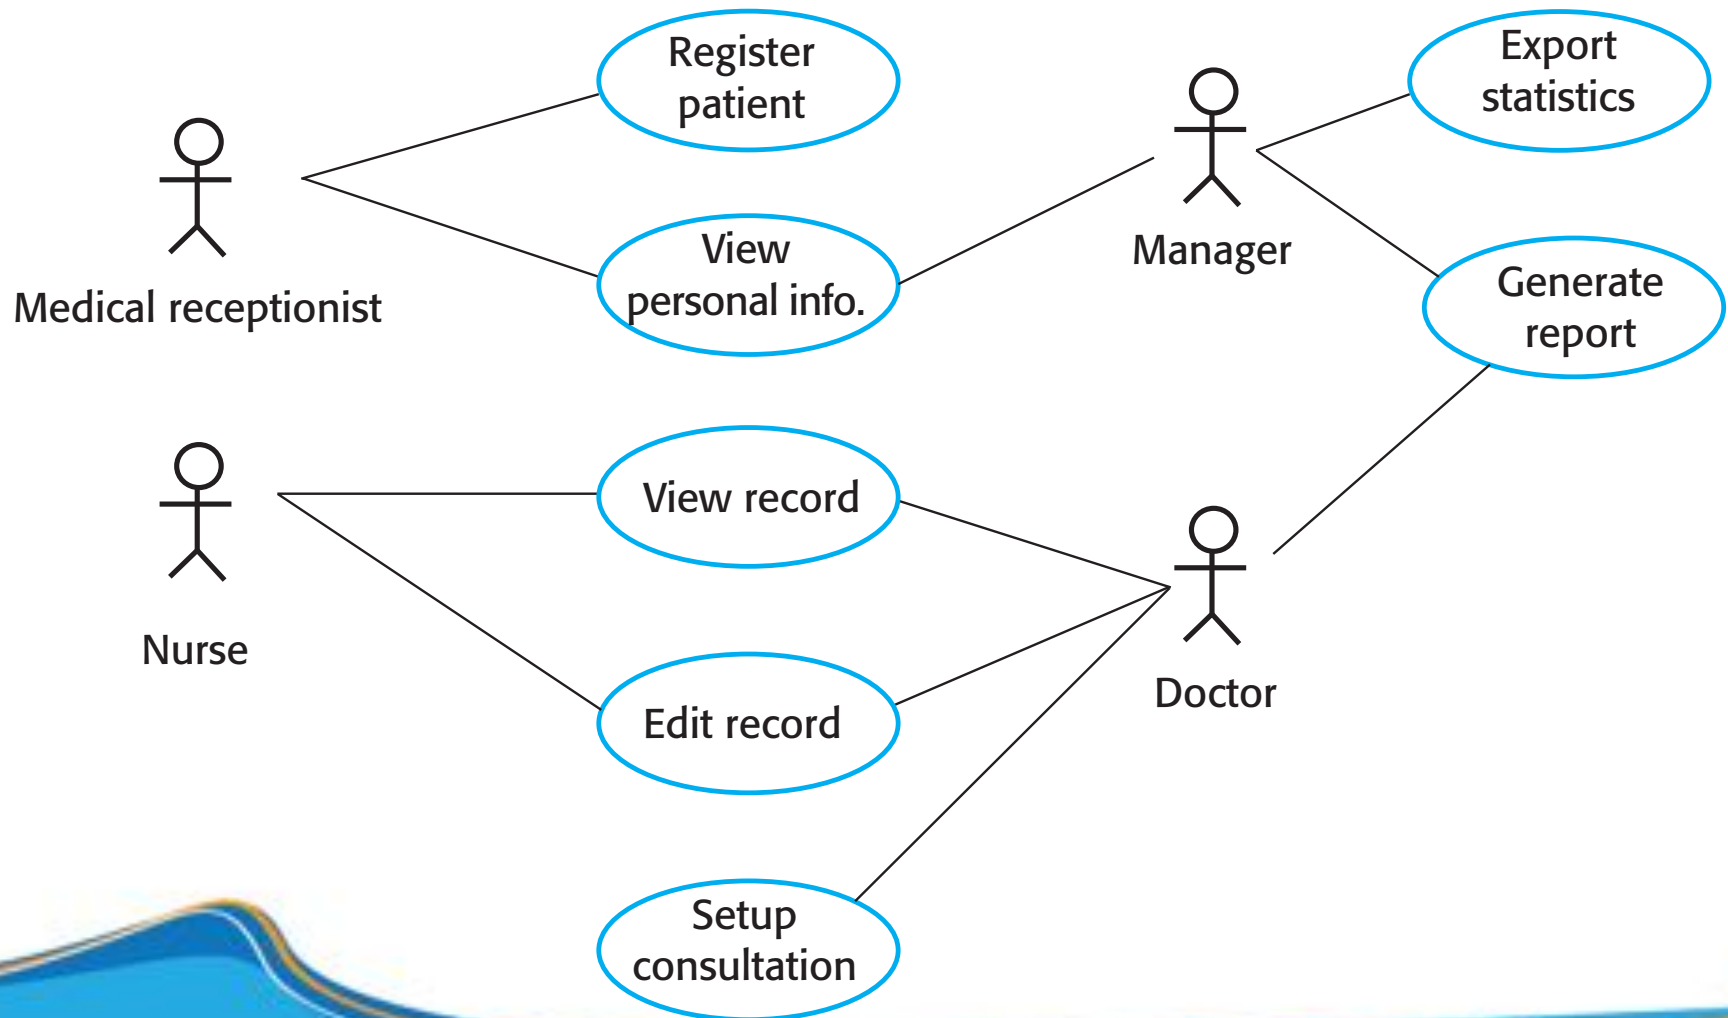 Register
patient
Export
statistics
View
personal info.
Manager
Medical receptionist
Generate
report
View record
Nurse
Edit record
Doctor
Setup
consultation